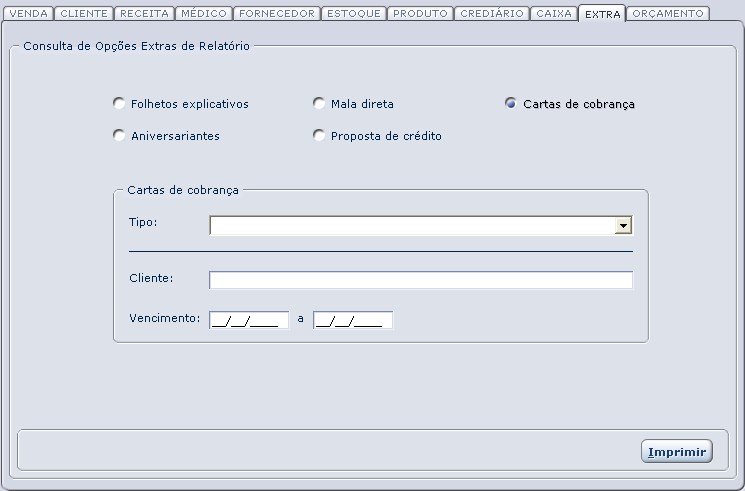 VENDA CLIENTE RECEITA MÉDICO FORNECEDOR ESTOQUE PRODUTO CREDIÁRIO CAIXA EXTRA ORÇAMENTO
Consulta de Opções Extras de Relatório
Folhetos explicativos Mala direta Cartas de cobrança
Aniversariantes Proposta de crédito
Cartas de cobrança
Tipo:
Cliente:
Vencimento: __/__/____ a __/__/____
Imprimir